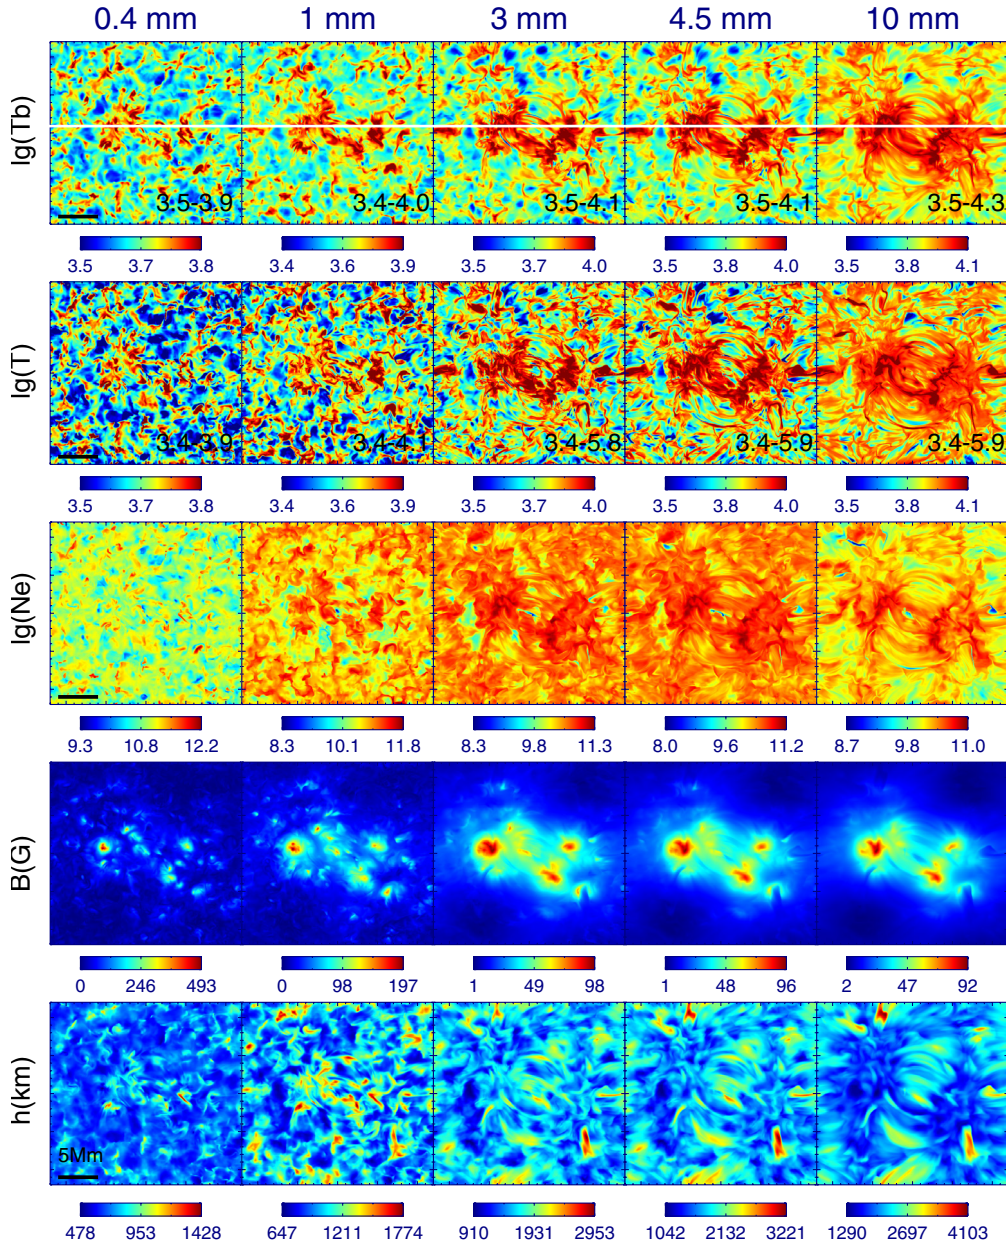 0.4 mm 1 mm 3 mm 4.5 mm 10 mm
lg(Tb)
3.5-3.9 3.4-4.0 3.5-4.1 3.5-4.1 3.5-4.3
3.5 3.7 3.8 3.4 3.6 3.9 3.5 3.8 4.0 3.5 3.8 4.0 3.5 3.8 4.1
lg(T)
3.4-3.9 3.4-4.1 3.4-5.8 3.4-5.9 3.4-5.9
3.5 3.7 3.8 3.4 3.6 3.9 3.5 3.8 4.0 3.5 3.8 4.0 3.5 3.8 4.1
lg(Ne)
9.3 10.8 12.2 8.3 10.1 11.8 8.3 9.8 11.3 8.0 9.6 11.2 8.7 9.8 11.0
B(G)
0 246 493 0 98 197 1 49 98 1 48 96 2 47 92
h(km)
5Mm
478 953 1428 647 1211 1774 910 1931 2953 1042 2132 3221 1290 2697 4103